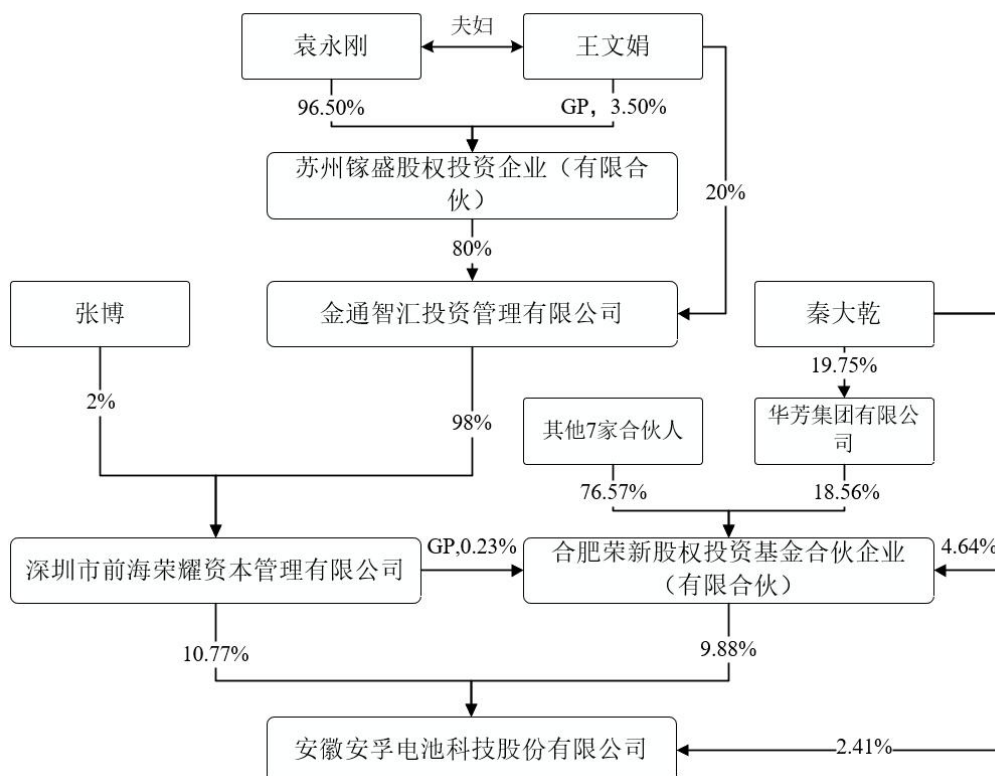 袁永刚
夫妇
王文娟
96.50%
GP，3.50%
苏州镓盛股权投资企业（有限合
伙）
20%
80%
张博
金通智汇投资管理有限公司
秦大乾
19.75%
2%
98%
其他7家合伙人
华芳集团有限公
司
76.57%
18.56%
深圳市前海荣耀资本管理有限公司
GP,0.23%
合肥荣新股权投资基金合伙企业
（有限合伙）
4.64%
10.77%
9.88%
安徽安孚电池科技股份有限公司
2.41%